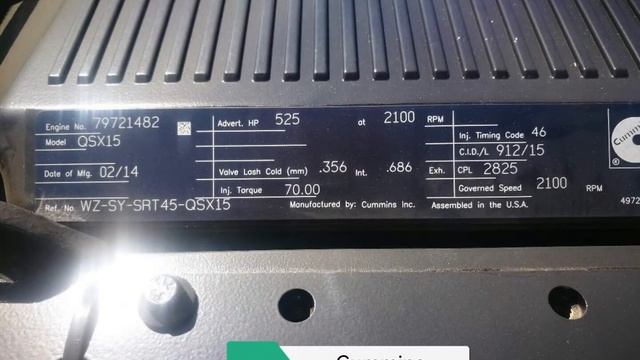 Engine No. 79721482
Model QSX15
Date of Mfg. 02/14
Ref. No. WZ-SY-SRT45-QSX15
Advert. HP 525 at 2100 RPM
Valve Lash Cold (mm) .356 Int. .686 Exh.
Inj. Torque 70.00
Manufactured by: Cummins Inc.
Inj. Timing Code 46
C.I.D./L 912/15
CPL 2825
Governed Speed 2100 RPM
Assembled in the U.S.A.
4972